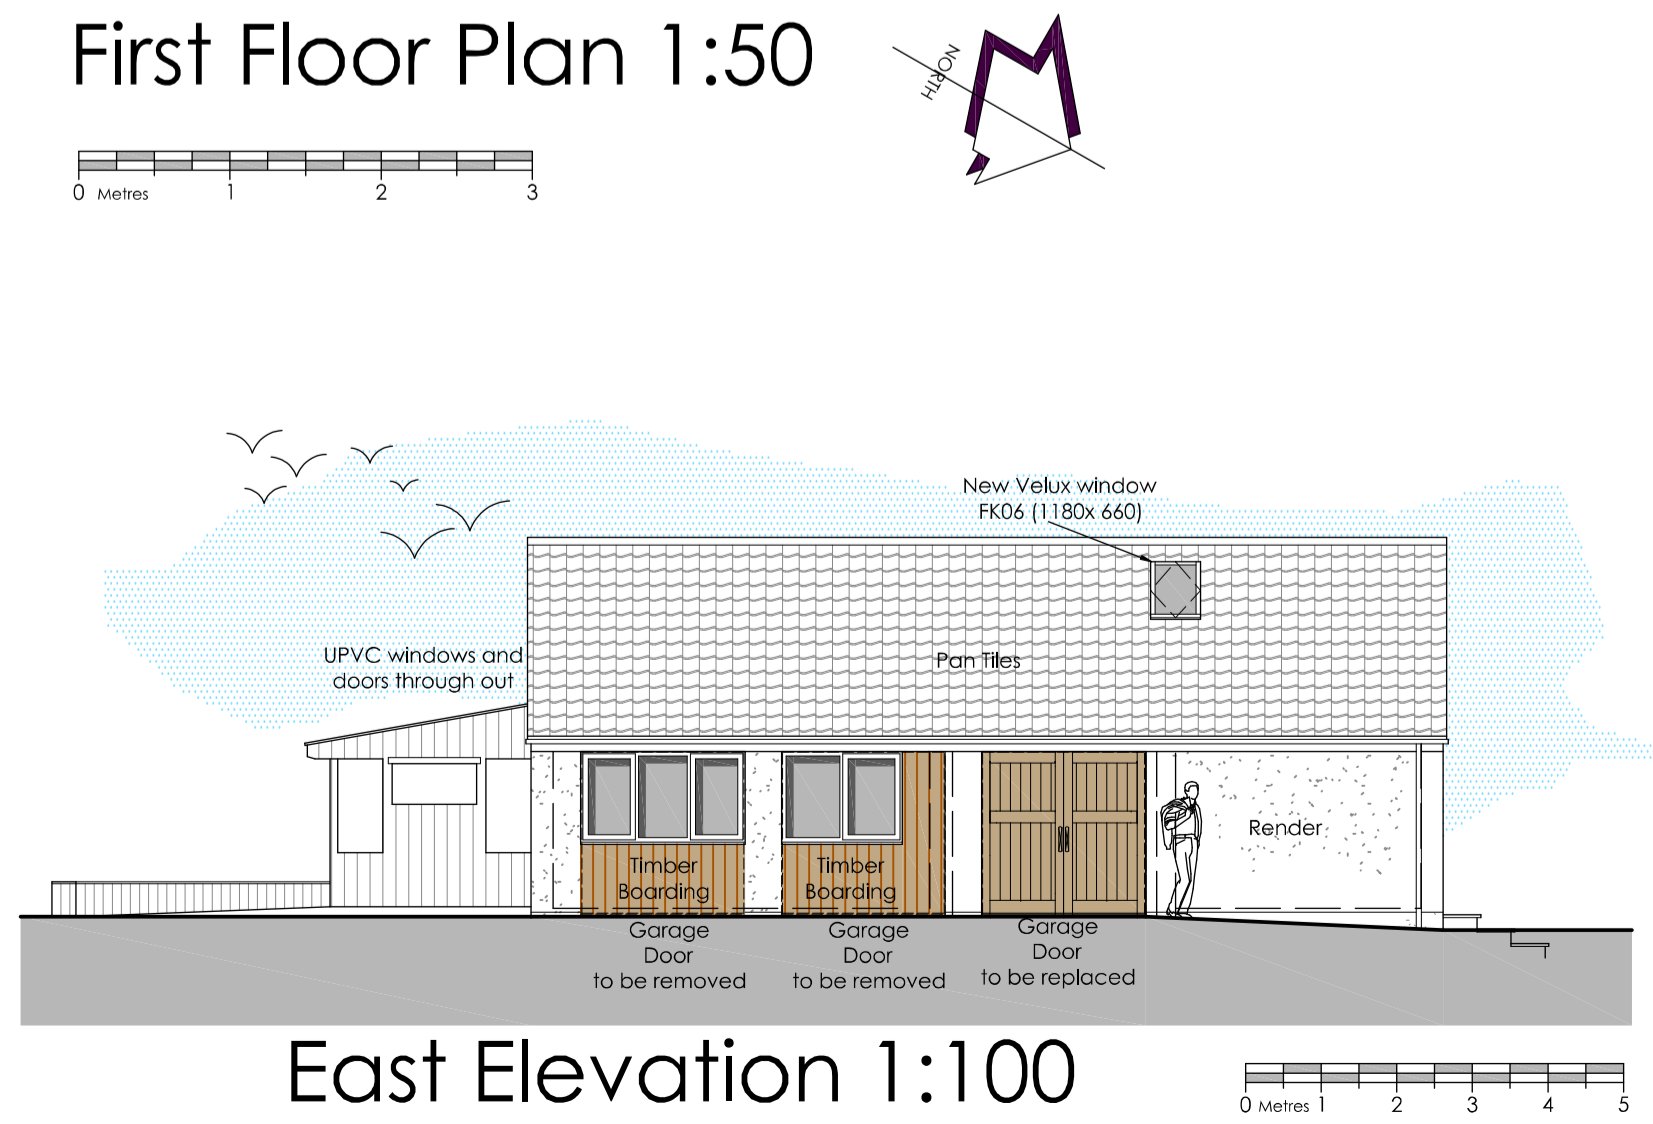 First Floor Plan 1:50
NORTH
0 Metres 1 2 3
New Velux window
FK06 (1180x 660)
UPVC windows and
doors through out
Pan Tiles
Render
Timber
Boarding
Timber
Boarding
Garage
Door
to be removed
Garage
Door
to be removed
Garage
Door
to be replaced
East Elevation 1:100
0 Metres 1 2 3 4 5